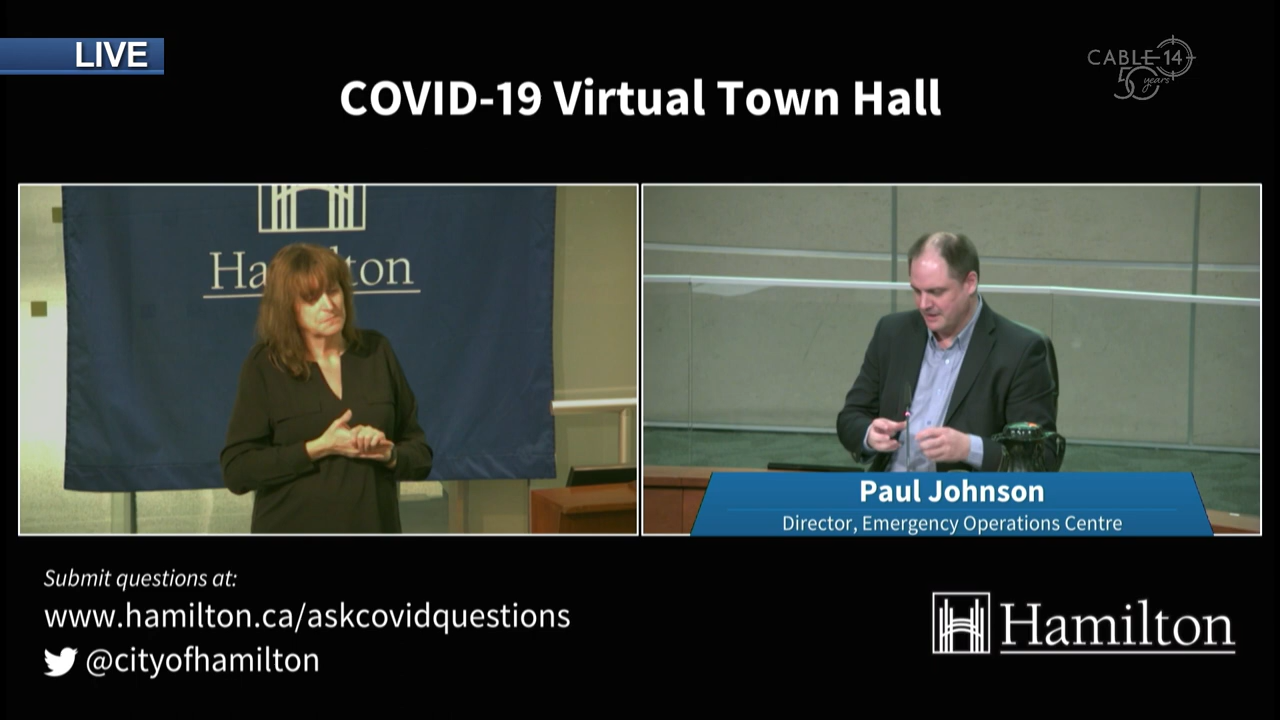 LIVE
CABLE 14
50 years
COVID-19 Virtual Town Hall
Hamilton
Paul Johnson
Director, Emergency Operations Centre
Submit questions at:
www.hamilton.ca/askcovidquestions
@cityofhamilton
Hamilton